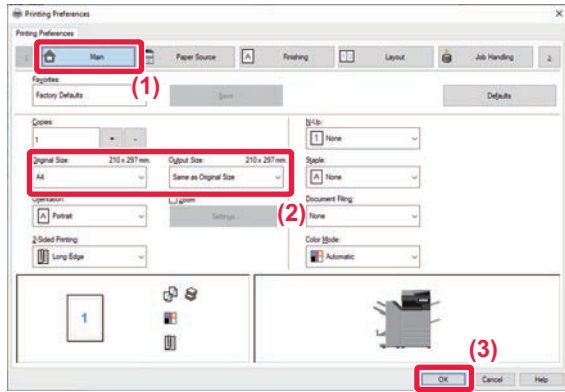 Printing Preferences
Printing Preferences
Main
Paper Source
Finishing
Layout
Job Handling
(1)
Favorites:
Factory Defaults
Save
Defaults
Copies:
1
N-Up:
1 None
Original Size: 210 x 297 mm. Output Size: 210 x 297 mm.
A4
Same as Original Size
Staple:
A None
(2)
Orientation:
A Portrait
Zoom
Settings...
Document Filing:
None
2-Sided Printing:
Long Edge
Color Mode:
Automatic
1
(3)
OK Cancel Help